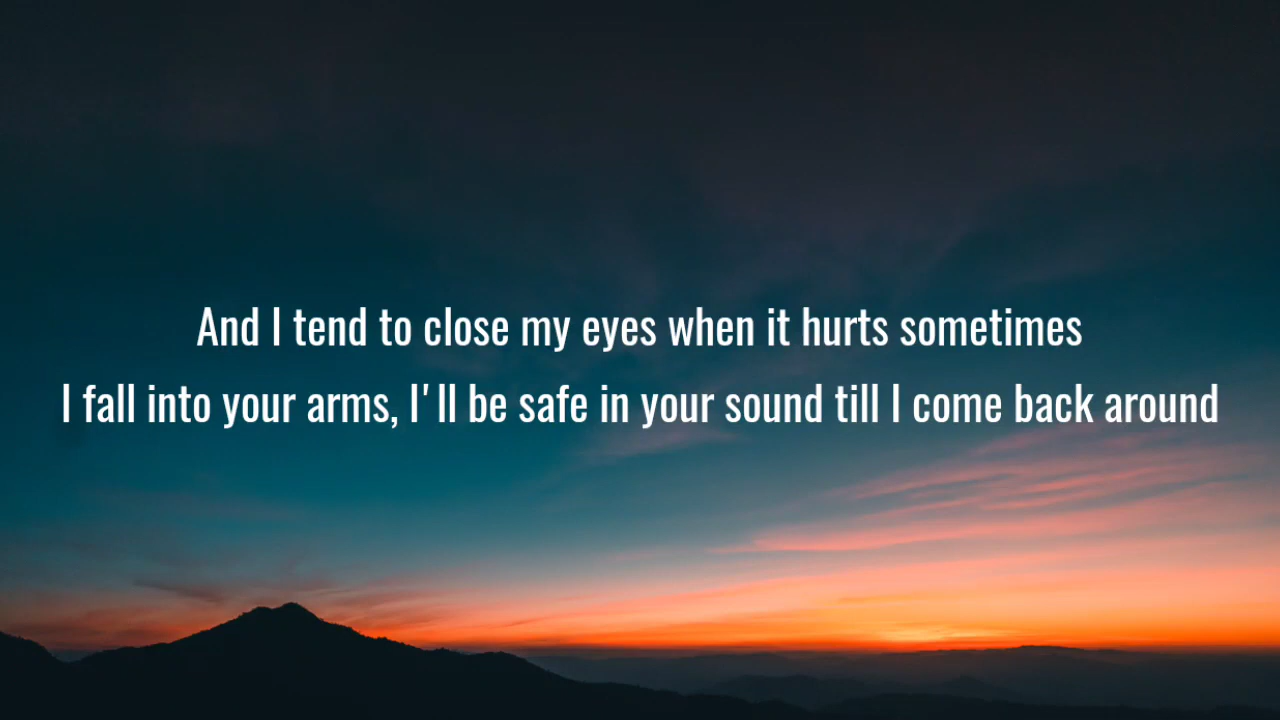 And I tend to close my eyes when it hurts sometimes
I fall into your arms, I'll be safe in your sound till I come back around